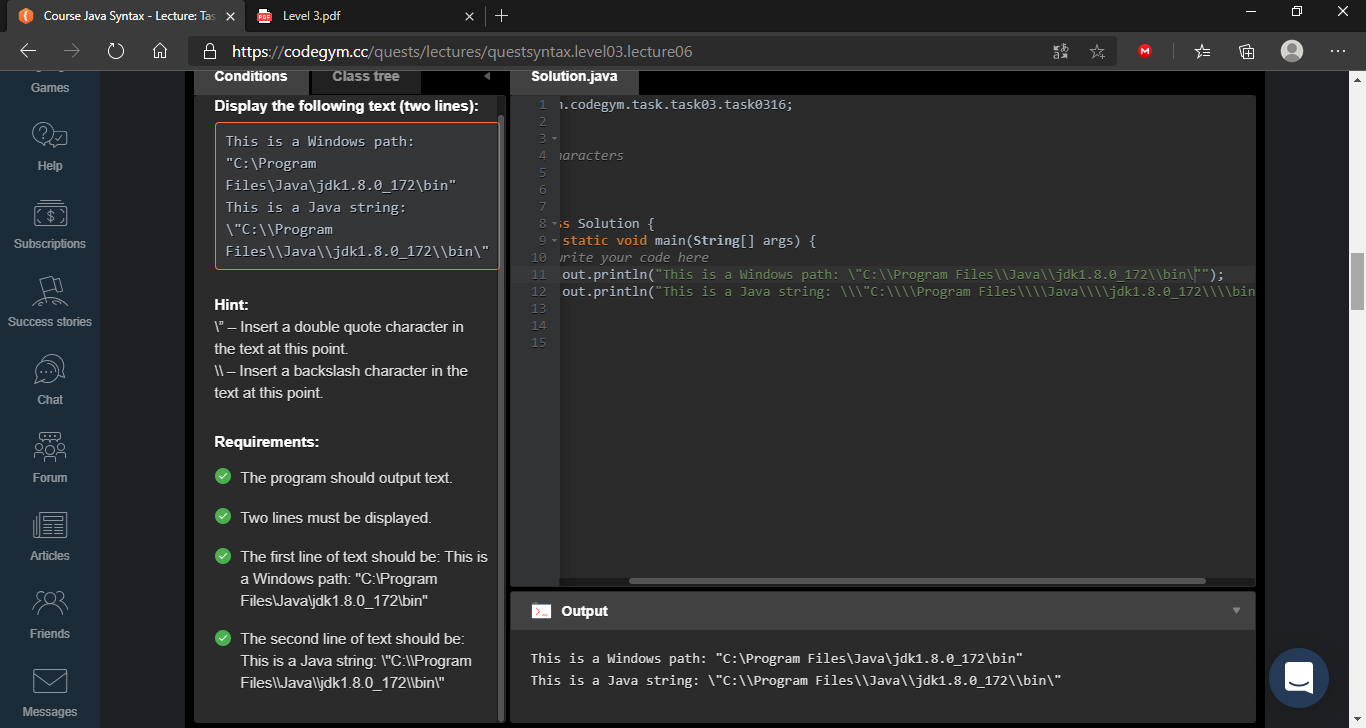 Course Java Syntax - Lecture: Tas
Level 3.pdf
https://codegym.cc/quests/lectures/questsyntax.level03.lecture06
Games
Help
Subscriptions
Success stories
Chat
Forum
Articles
Friends
Messages
Conditions
Class tree
Display the following text (two lines):
This is a Windows path:
"C:\Program
Files\Java\jdk1.8.0_172\bin"
This is a Java string:
\"C:\\Program
Files\\Java\\jdk1.8.0_172\\bin\"
Hint:
\” – Insert a double quote character in
the text at this point.
\\ – Insert a backslash character in the
text at this point.
Requirements:
The program should output text.
Two lines must be displayed.
The first line of text should be: This is
a Windows path: "C:\Program
Files\Java\jdk1.8.0_172\bin"
The second line of text should be:
This is a Java string: \"C:\\Program
Files\\Java\\jdk1.8.0_172\\bin\"
Solution.java
1 .codegym.task.task03.task0316;
2
3
4 aracters
5
6
7
8 s Solution {
9 static void main(String[] args) {
10 write your code here
11 out.println("This is a Windows path: \"C:\\Program Files\\Java\\jdk1.8.0_172\\bin\"");
12 out.println("This is a Java string: \\\"C:\\\\Program Files\\\\Java\\\\jdk1.8.0_172\\\\bin
13
14
15
Output
This is a Windows path: "C:\Program Files\Java\jdk1.8.0_172\bin"
This is a Java string: \"C:\\Program Files\\Java\\jdk1.8.0_172\\bin\"